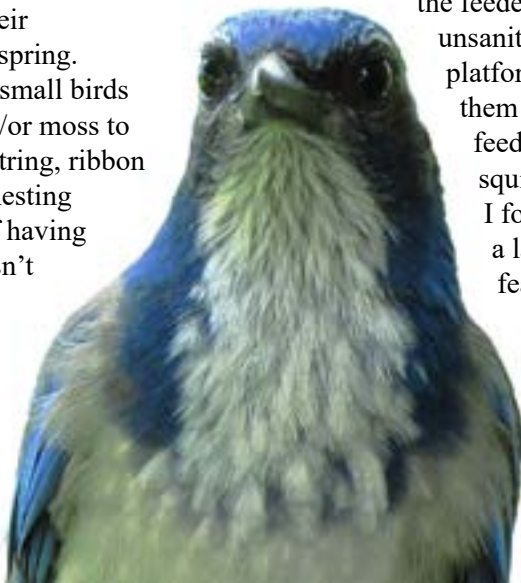 eir
spring.
small birds
/or moss to
tring, ribbon
nesting
f having
n't
the feede
unsanit
platfor
them
feed
squi
I fo
a l
fea